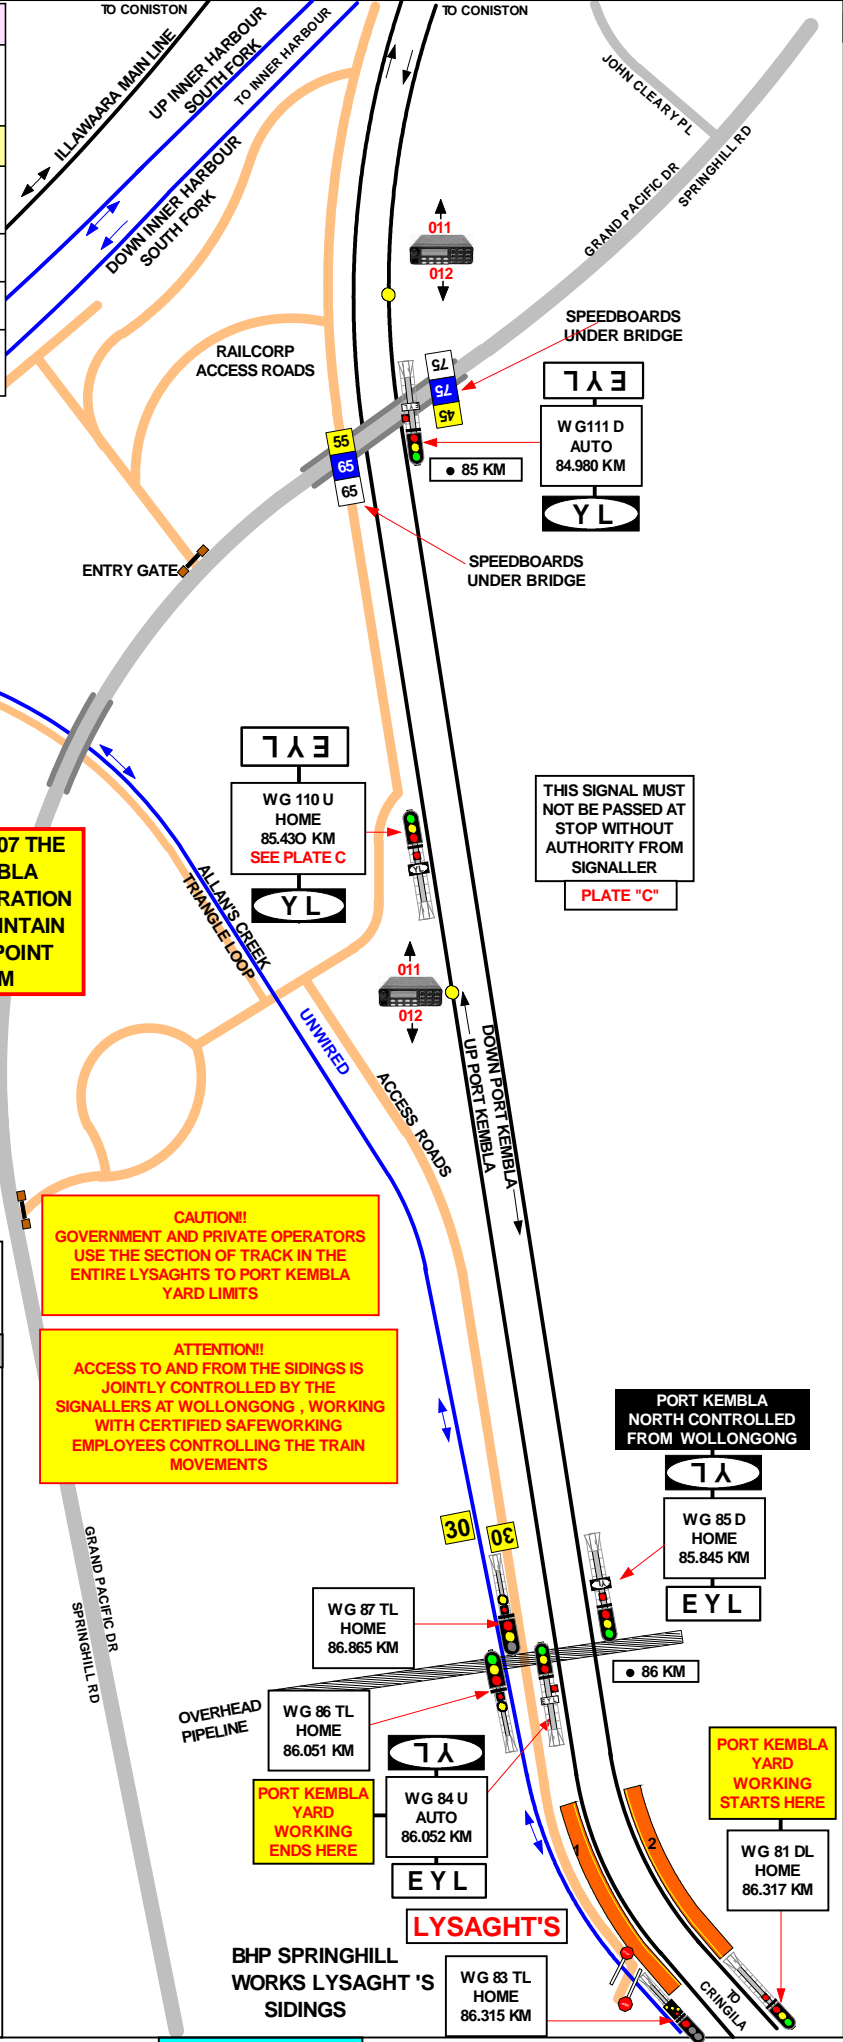 TO CONISTON
TO CONISTON
ILLAWAARA MAIN LINE
UP INNER HARBOUR
SOUTH FORK
TO INNER HARBOUR
DOWN INNER HARBOUR
SOUTH FORK
JOHN CLEARY PL
GRAND PACIFIC DR
SPRINGHILL RD
011
012
SPEEDBOARDS
UNDER BRIDGE
RAILCORP
ACCESS ROADS
75
75
45
EYL
EYL
WG111 D
AUTO
84.980 KM
YL
55
65
65
● 85 KM
SPEEDBOARDS
UNDER BRIDGE
ENTRY GATE
EYL
WG 110 U
HOME
85.43O KM
SEE PLATE C
YL
YL
THIS SIGNAL MUST
NOT BE PASSED AT
STOP WITHOUT
AUTHORITY FROM
SIGNALLER
PLATE "C"
07 THE
BLA
RATION
INTAIN
POINT
M
ALLAN'S CREEK
TRIANGLE LOOP
011
012
UNWIRED
ACCESS ROADS
DOWN PORT KEMBLA
UP PORT KEMBLA
CAUTION!!
GOVERNMENT AND PRIVATE OPERATORS
USE THE SECTION OF TRACK IN THE
ENTIRE LYSAGHTS TO PORT KEMBLA
YARD LIMITS
ATTENTION!!
ACCESS TO AND FROM THE SIDINGS IS
JOINTLY CONTROLLED BY THE
SIGNALLERS AT WOLLONGONG , WORKING
WITH CERTIFIED SAFEWORKING
EMPLOYEES CONTROLLING THE TRAIN
MOVEMENTS
PORT KEMBLA
NORTH CONTROLLED
FROM WOLLONGONG
YL
WG 85 D
HOME
85.845 KM
EYL
GRAND PACIFIC DR
SPRINGHILL RD
30
30
WG 87 TL
HOME
86.865 KM
● 86 KM
OVERHEAD
PIPELINE
WG 86 TL
HOME
86.051 KM
YL
PORT KEMBLA
YARD
WORKING
ENDS HERE
WG 84 U
AUTO
86.052 KM
EYL
PORT KEMBLA
YARD
WORKING
STARTS HERE
WG 81 DL
HOME
86.317 KM
1
2
LYSAGHT'S
BHP SPRINGHILL
WORKS LYSAGHT 'S
SIDINGS
WG 83 TL
HOME
86.315 KM
TO
CRINGILA